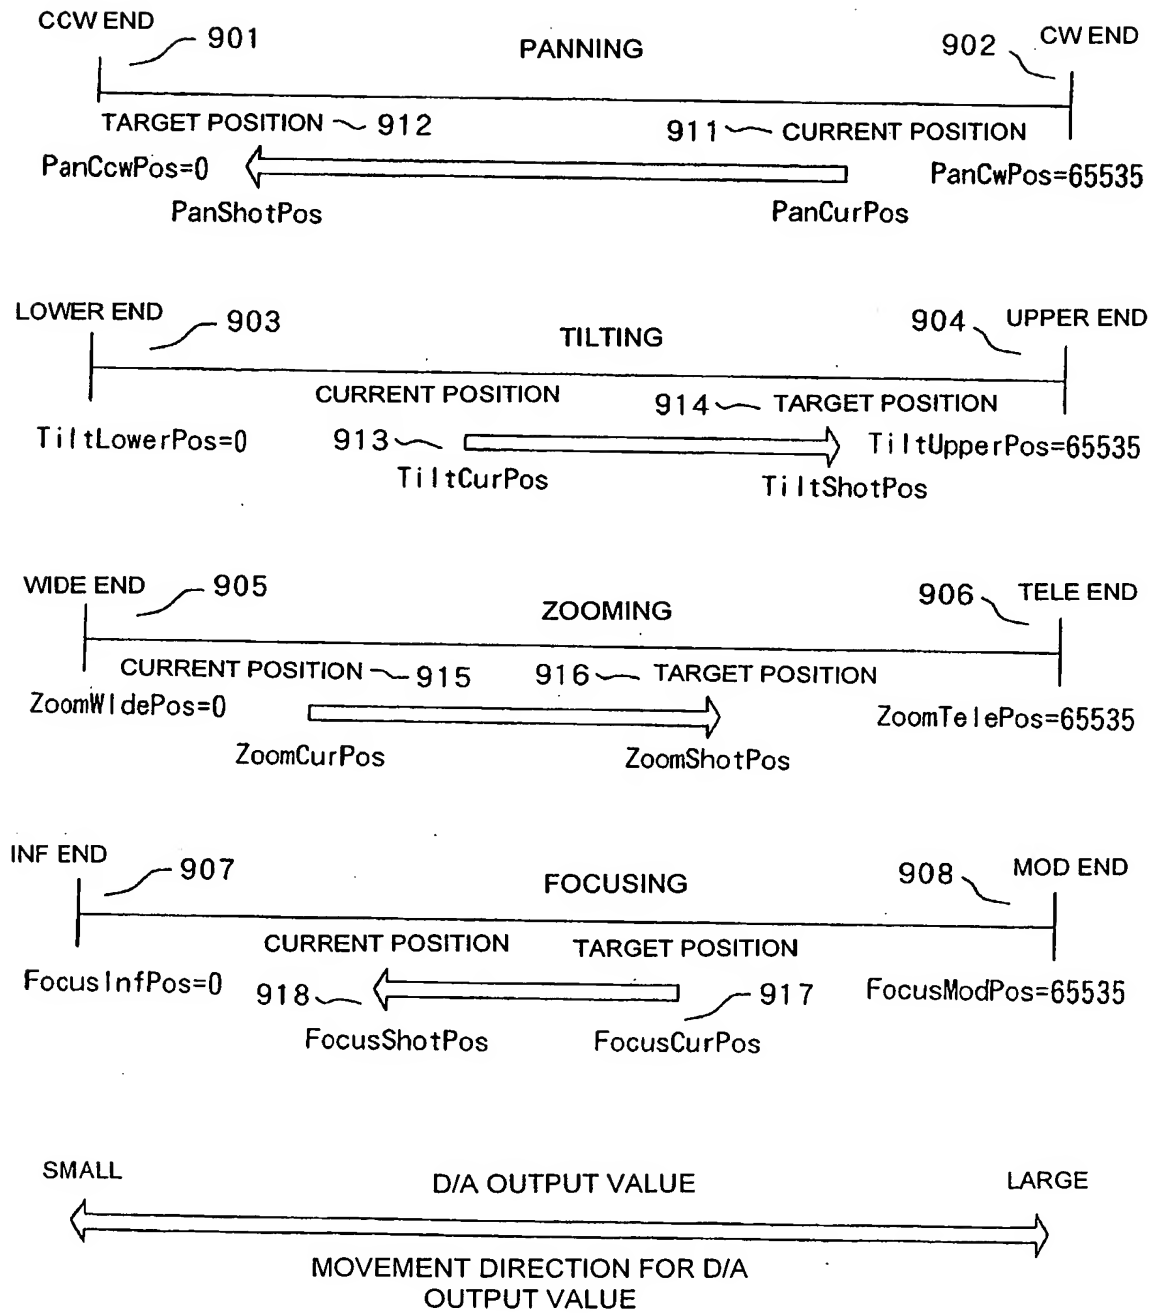 CCW END
901
PANNING
902
CW END
TARGET POSITION
912
911
CURRENT POSITION
PanCcwPos=0
PanCwPos=65535
PanShotPos
PanCurPos
LOWER END
903
TILTING
904
UPPER END
CURRENT POSITION
914
TARGET POSITION
TiltLowerPos=0
913
TiltUpperPos=65535
TiltCurPos
TiltShotPos
WIDE END
905
ZOOMING
906
TELE END
CURRENT POSITION
915
916
TARGET POSITION
ZoomWIdePos=0
ZoomTelePos=65535
ZoomCurPos
ZoomShotPos
INF END
907
FOCUSING
908
MOD END
CURRENT POSITION
TARGET POSITION
FocusInfPos=0
918
917
FocusModPos=65535
FocusShotPos
FocusCurPos
SMALL
D/A OUTPUT VALUE
LARGE
MOVEMENT DIRECTION FOR D/A
OUTPUT VALUE